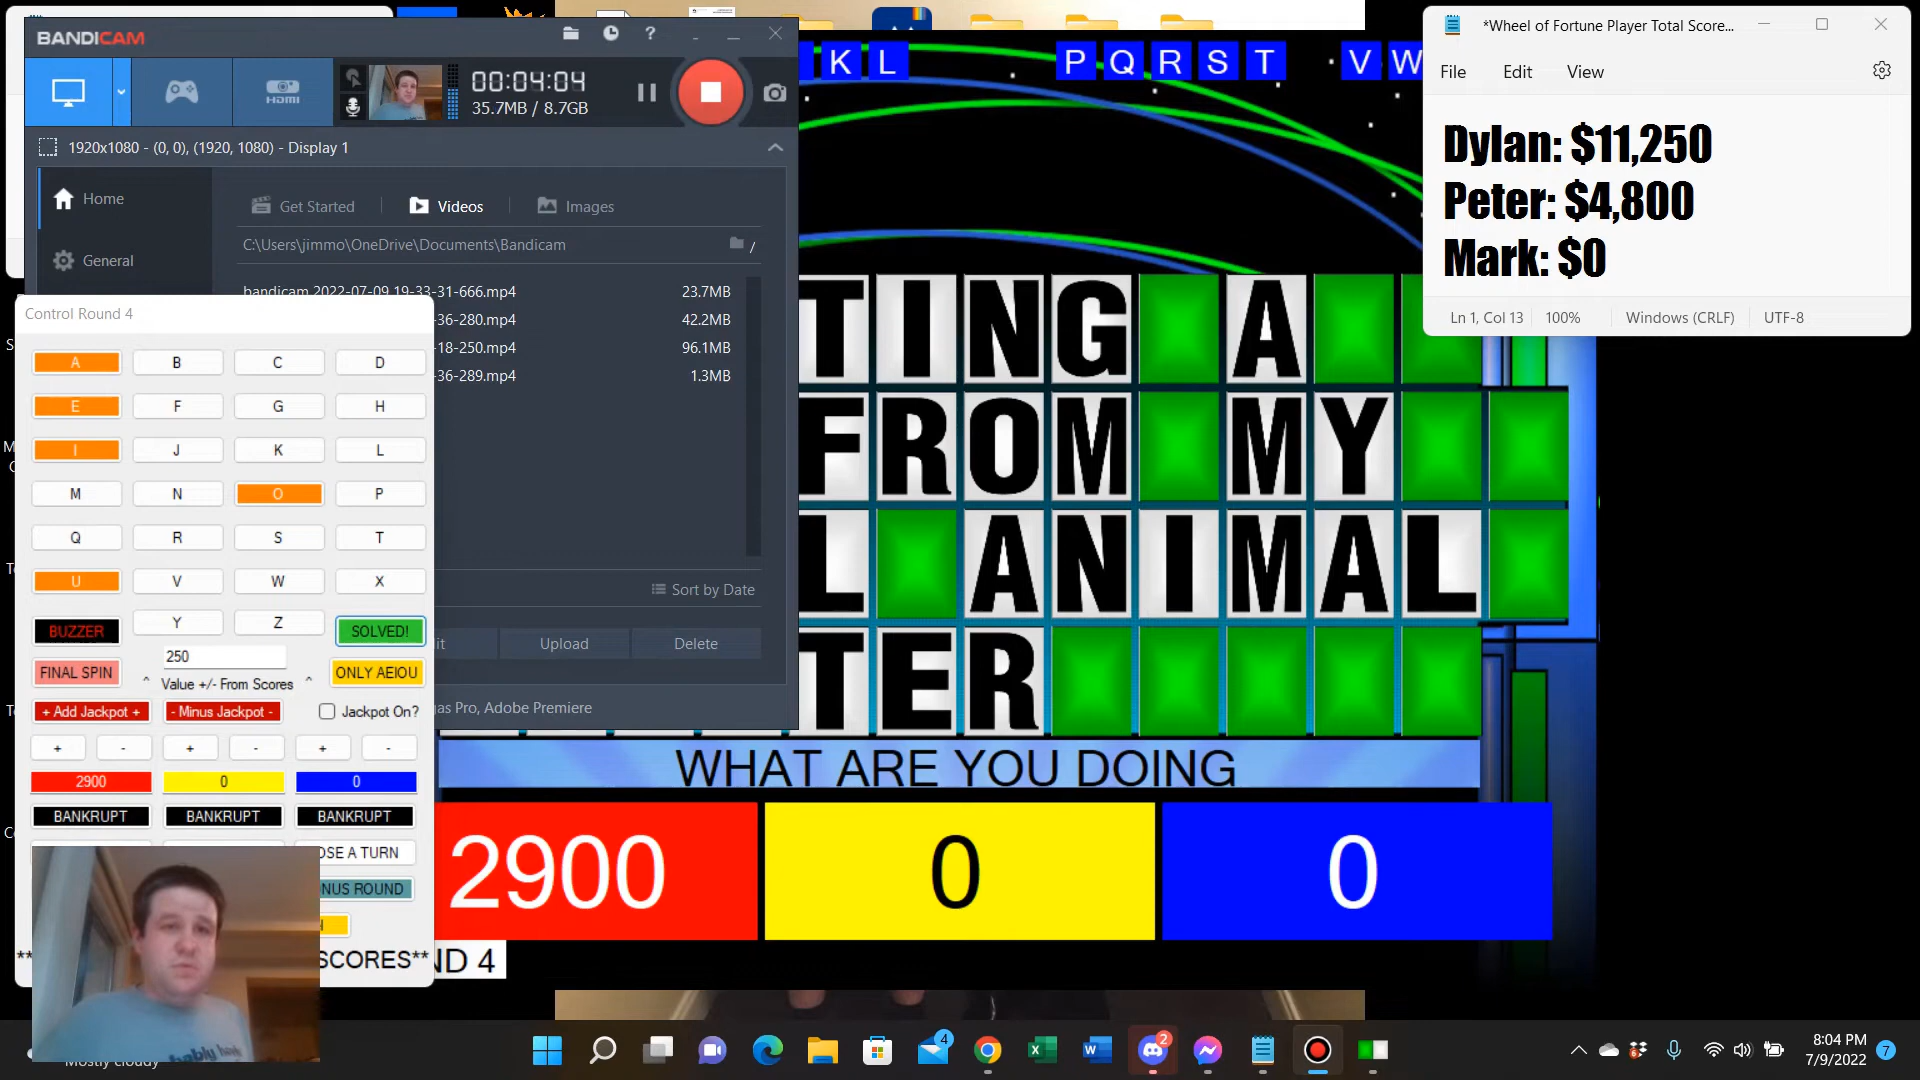 BANDICAM
?
00:04:04
35.7MB / 8.7GB
HDMI
1920x1080 - (0, 0), (1920, 1080) - Display 1
Home
General
Get Started
Videos
Images
C:\Users\jimmo\OneDrive\Documents\Bandicam
/
bandicam 2022-07-09 19-33-31-666.mp4
23.7MB
36-280.mp4
42.2MB
18-250.mp4
96.1MB
36-289.mp4
1.3MB
Sort by Date
Upload
Delete
gas Pro, Adobe Premiere
K L P Q R S T V W
*Wheel of Fortune Player Total Score...
File Edit View
Dylan: $11,250
Peter: $4,800
Mark: $0
Ln 1, Col 13
100%
Windows (CRLF)
UTF-8
TING A
FROM MY
L ANIMAL
TER
WHAT ARE YOU DOING
2900 0 0
ND 4
Control Round 4
A B C D
E F G H
I J K L
M N O P
Q R S T
U V W X
BUZZER Y Z SOLVED!
250
FINAL SPIN
^ Value +/- From Scores ^
ONLY AEIOU
+ Add Jackpot +
- Minus Jackpot -
Jackpot On?
+ - + - + -
2900 0 0
BANKRUPT BANKRUPT BANKRUPT
OSE A TURN
NUS ROUND
** SCORES**
Mostly cloudy
4
2
8:04 PM
7/9/2022
7